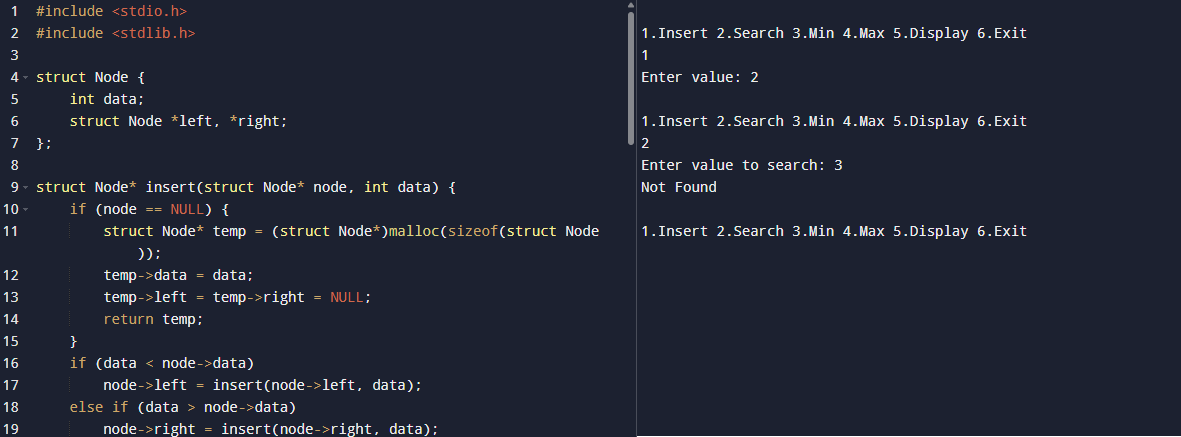 1 #include <stdio.h>
2 #include <stdlib.h>
3
4 struct Node {
5 int data;
6 struct Node *left, *right;
7 };
8
9 struct Node* insert(struct Node* node, int data) {
10 if (node == NULL) {
11 struct Node* temp = (struct Node*)malloc(sizeof(struct Node
));
12 temp->data = data;
13 temp->left = temp->right = NULL;
14 return temp;
15 }
16 if (data < node->data)
17 node->left = insert(node->left, data);
18 else if (data > node->data)
19 node->right = insert(node->right, data);
1.Insert 2.Search 3.Min 4.Max 5.Display 6.Exit
1
Enter value: 2
1.Insert 2.Search 3.Min 4.Max 5.Display 6.Exit
2
Enter value to search: 3
Not Found
1.Insert 2.Search 3.Min 4.Max 5.Display 6.Exit